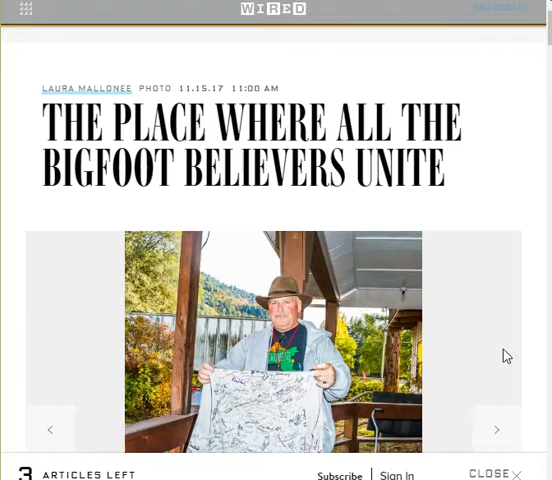 WIRED
LAURA MALLONEE PHOTO 11.15.17 11:00 AM
THE PLACE WHERE ALL THE
BIGFOOT BELIEVERS UNITE
3 ARTICLES LEFT
Subscribe | Sign In
CLOSE